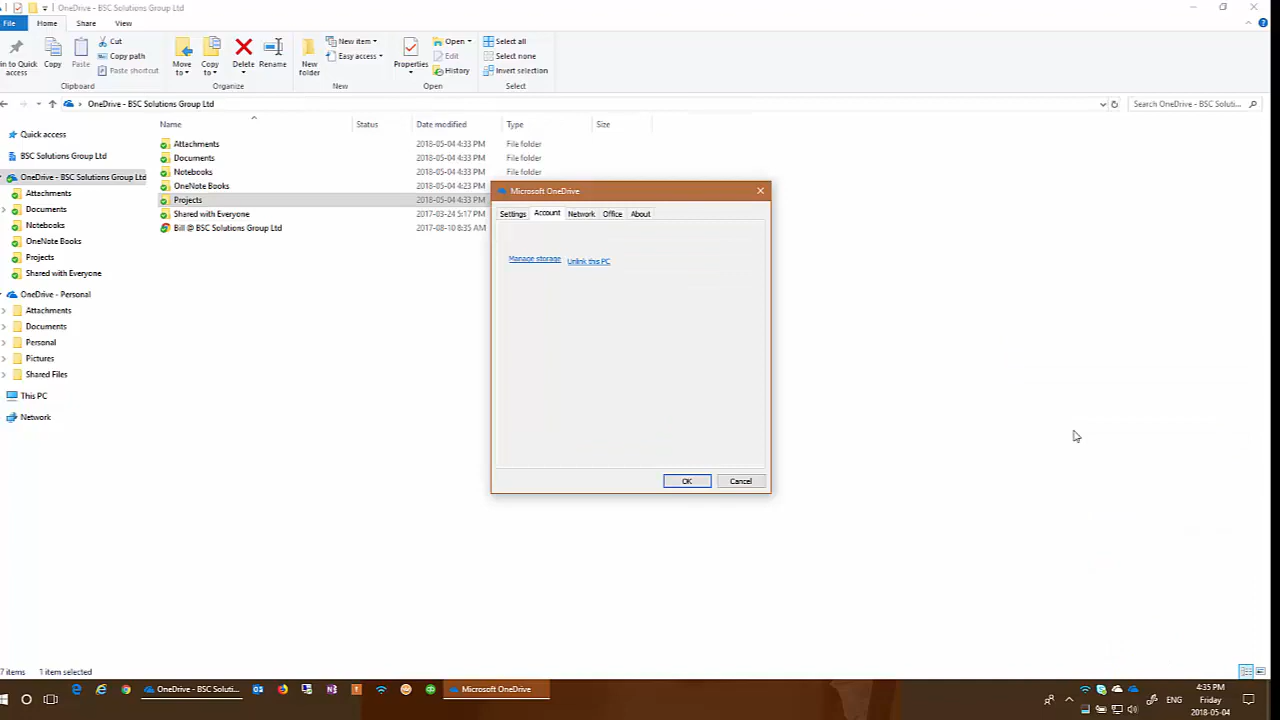 OneDrive - BSC Solutions Group Ltd
File Home Share View
in to Quick access
Copy
Paste
Cut
Copy path
Paste shortcut
Clipboard
Move to
Copy to
Delete
Rename
Organize
New folder
New item
Easy access
New
Properties
Open
Edit
History
Open
Select all
Select none
Invert selection
Select
OneDrive - BSC Solutions Group Ltd
Search OneDrive - BSC Soluti...
Quick access
BSC Solutions Group Ltd
OneDrive - BSC Solutions Group Ltd
Attachments
Documents
Notebooks
OneNote Books
Projects
Shared with Everyone
OneDrive - Personal
Attachments
Documents
Personal
Pictures
Shared Files
This PC
Network
Name Status Date modified Type Size
Attachments 2018-05-04 4:33 PM File folder
Documents 2018-05-04 4:33 PM File folder
Notebooks 2018-05-04 4:33 PM File folder
OneNote Books 2018-05-04 4:23 PM File folder
Projects 2018-05-04 4:33 PM
Shared with Everyone 2017-03-24 5:17 PM
Bill @ BSC Solutions Group Ltd 2017-08-10 8:35 AM
Microsoft OneDrive
Settings Account Network Office About
Manage storage Unlink this PC
OK Cancel
7 items 1 item selected
OneDrive - BSC Soluti...
Microsoft OneDrive
ENG
4:35 PM
Friday
2018-05-04